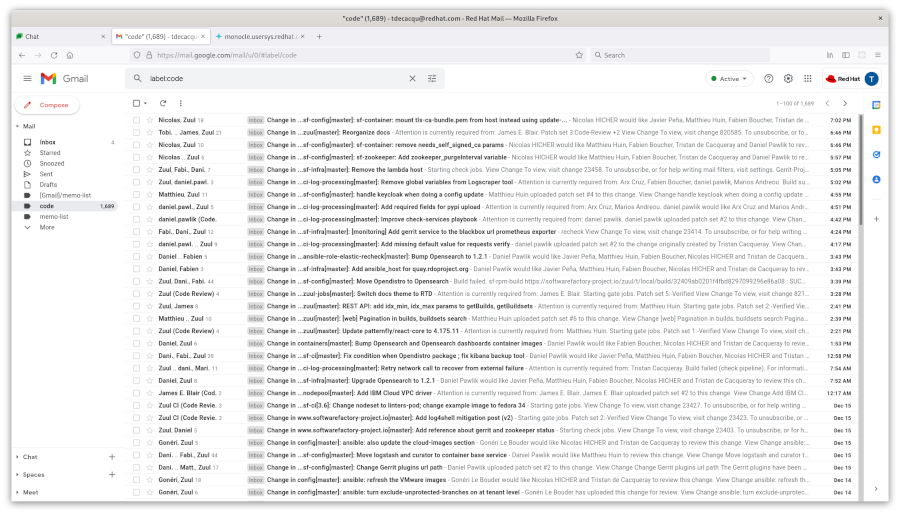 "code" (1,689) - tdecacqu@redhat.com - Red Hat Mail — Mozilla Firefox
Chat
"code" (1,689) - tdecacqu
monocle.usersys.redhat.
https://mail.google.com/mail/u/0/#label/code
Search
Gmail
label:code
Active
Red Hat
T
Compose
1–100 of 1,689
Mail
Inbox 4
Starred
Snoozed
Sent
Drafts
[Gmail]/memo-list
code 1,689
memo-list
More
Chat
Spaces
Meet
Nicolas, Zuul 18 Inbox Change in ...sf-config[master]: sf-container: mount tls-ca-bundle.pem from host instead using update-... - Nicolas HICHER would like Matthieu Huin, Fabien Boucher, Tristan de ... 7:02 PM
Tobi. .. James, Zuul 21 Inbox Change in ...zuul[master]: Reorganize docs - Attention is currently required from: James E. Blair. Patch set 3:Code-Review +2 View Change To view, visit change 820585. To unsubscribe, or fo... 6:46 PM
Nicolas, Zuul 10 Inbox Change in ...sf-config[master]: remove needs_self_signed_ca params - Nicolas HICHER would like Matthieu Huin, Fabien Boucher, Tristan de Cacqueray and Daniel Pawlik to rev... 6:46 PM
Nicolas .. Zuul 6 Inbox Change in ...sf-config[master]: sf-zookeeper: Add zookeeper_purgeInterval variable - Nicolas HICHER would like Matthieu Huin, Fabien Boucher, Tristan de Cacqueray and Daniel Paw... 5:57 PM
Zuul, Fabi., Dani. 7 Inbox Change in ...sf-infra[master]: Remove the lambda host - Starting check jobs. View Change To view, visit change 23458. To unsubscribe, or for help writing mail filters, visit settings. Gerrit-Proj... 5:05 PM
Zuul, daniel.pawl. 3 Inbox Change in ...ci-log-processing[master]: Remove global variables from Logscraper tool - Attention is currently required from: Arx Cruz, Fabien Boucher, daniel pawlik, Marios Andreou. Build su... 5:02 PM
Matthieu, Zuul 11 Inbox Change in ...sf-config[master]: handle keycloak when doing a config update - Matthieu Huin uploaded patch set #4 to this change. View Change handle keycloak when doing a config updat... 5:00 PM
daniel.pawl., Zuul 5 Inbox Change in ...ci-log-processing[master]: Add required fields for pypi upload - Arx Cruz, Marios Andreou. daniel pawlik would like Arx Cruz and Marios Andr... 4:51 PM
daniel.pawlik (Code. Inbox Change in ...ci-log-processing[master]: Improve check-services playbook - Attention is currently required from: daniel pawlik. daniel pawlik uploaded patch set #2 to this change. View Chan... 4:42 PM
Fabi., Dani., Zuul 12 Inbox Change in ...sf-infra[master]: [monitoring] Add gerrit service to the blackbox url prometheus exporter - recheck View Change To view, visit change 23414. To unsubscribe, or for help writi... 4:24 PM
daniel.pawl. .. Zuul 9 Inbox Change in ...ci-log-processing[master]: Add missing default value for requests verify - daniel pawlik uploaded patch set #2 to the change originally created by Tristan Cacqueray. View Chan... 4:17 PM
Daniel .. Fabien 5 Inbox Change in ...ansible-role-elastic-recheck[master]: Bump Opensearch to 1.2.1 - Daniel Pawlik would like Javier Peña, Matthieu Huin, Fabien Boucher, Nicolas HICHER and Tristan de Cacq... 3:43 PM
Daniel, Fabien 3 Inbox Change in ...sf-infra[master]: Add ansible_host for quay.rdoproject.org - Daniel Pawlik would like Javier Peña, Matthieu Huin, Fabien Boucher, Nicolas HICHER and Tristan de Cacqueray to rev... 3:43 PM
Zuul, Dani., Fabi. 44 Inbox Change in ...sf-config[master]: Move Opendistro to Opensearch - Build failed. sf-rpm-build https://softwarefactory-project.io/zuul/t/local/build/32409ab0201f4fbd8297099296e86a08 : SUC... 3:39 PM
Zuul (Code Review) 4 Inbox Change in ...zuul-jobs[master]: Switch docs theme to RTD - Attention is currently required from: James E. Blair. Starting gate jobs. Patch set 5:Verified View Change To view, visit change 821... 3:28 PM
Zuul, James 8 Inbox Change in ...zuul[master]: REST API: add idx_min, idx_max params to getBuilds, getBuildsets - Attention is currently required from: Matthieu Huin. Starting gate jobs. Patch set 2:Verified View... 2:41 PM
Matthieu .. Zuul 10 Inbox Change in ...zuul[master]: [web] Pagination in builds, buildsets search - Matthieu Huin uploaded patch set #6 to this change. View Change [web] Pagination in builds, buildsets search Pagina... 2:39 PM
Zuul (Code Review) 4 Inbox Change in ...zuul[master]: Update patternfly/react-core to 4.175.11 - Attention is currently required from: Matthieu Huin. Starting gate jobs. Patch set 1:Verified View Change To view, visit ch... 2:21 PM
Daniel, Zuul 6 Inbox Change in containers[master]: Bump Opensearch and Opensearch dashboards container images - Daniel Pawlik would like Javier Peña, Matthieu Huin, Fabien Boucher, Nicolas HICHER and Tristan... 1:53 PM
Dani., Fabi., Zuul 39 Inbox Change in ...sf-ci[master]: Fix condition when Opendistro package ; fix kibana backup tool - Daniel Pawlik would like Javier Peña, Matthieu Huin, Fabien Boucher, Nicolas HICHER and Tristan ... 12:58 PM
Zuul .. dani., Mari. 11 Inbox Change in ...ci-log-processing[master]: Retry network call to recover from external failure - Attention is currently required from: Tristan Cacqueray. Build failed (check pipeline). For informati... 7:54 AM
Daniel, Zuul 8 Inbox Change in ...sf-infra[master]: Upgrade Opensearch to 1.2.1 - Daniel Pawlik would like Javier Peña, Matthieu Huin, Fabien Boucher, Nicolas HICHER and Tristan de Cacqueray to review this ch... 7:52 AM
James E. Blair (Cod. 2 Inbox Change in ...nodepool[master]: Add IBM Cloud VPC driver - Attention is currently required from: James E. Blair. James E. Blair uploaded patch set #2 to this change. View Change Add IBM Cl... 12:17 AM
Zuul CI (Code Revie. 3 Inbox Change in ...sf-ci[3.6]: Change nodeset to linters-pod; change example image to fedora 34 - Starting gate jobs. View Change To view, visit change 23427. To unsubscribe, or for help writing ... Dec 15
Zuul CI (Code Revie. 2 Inbox Change in www.softwarefactory-project.io[master]: Add log4shell mitigation post (v2) - Starting gate jobs. Patch set 2:Verified View Change To view, visit change 23423. To unsubscribe, or fo... Dec 15
Zuul, Daniel 5 Inbox Change in www.softwarefactory-project.io[master]: Add reference about gerrit and zookeeper status - Starting check jobs. View Change To view, visit change 23403. To unsubscribe, or for help ... Dec 15
Gonéri, Zuul 5 Inbox Change in config[master]: ansible: also update the cloud-images section - Gonéri Le Bouder would like Nicolas HICHER and Tristan de Cacqueray to review this change. View Change ansible:... Dec 15
Dani. .. Fabi., Zuul 44 Inbox Change in ...sf-config[master]: Move logstash and curator to container base service - Daniel Pawlik would like Matthieu Huin to review this change. View Change Move logstash and curator t... Dec 14
Dani. .. Matt., Zuul 17 Inbox Change in ...sf-config[master]: Change Gerrit plugins url path - Daniel Pawlik uploaded patch set #2 to this change. View Change Change Gerrit plugins url path The Gerrit plugins have been ... Dec 14
Gonéri, Zuul 18 Inbox Change in config[master]: ansible: refresh the VMware images - Gonéri Le Bouder would like Nicolas HICHER and Tristan de Cacqueray to review this change. View Change ansible: refresh th... Dec 14
Gonéri, Zuul 6 Inbox Change in config[master]: ansible: turn exclude-unprotected-branches on at tenant level - Gonéri Le Bouder has uploaded this change for review. View Change ansible: turn exclude-unprotec... Dec 14